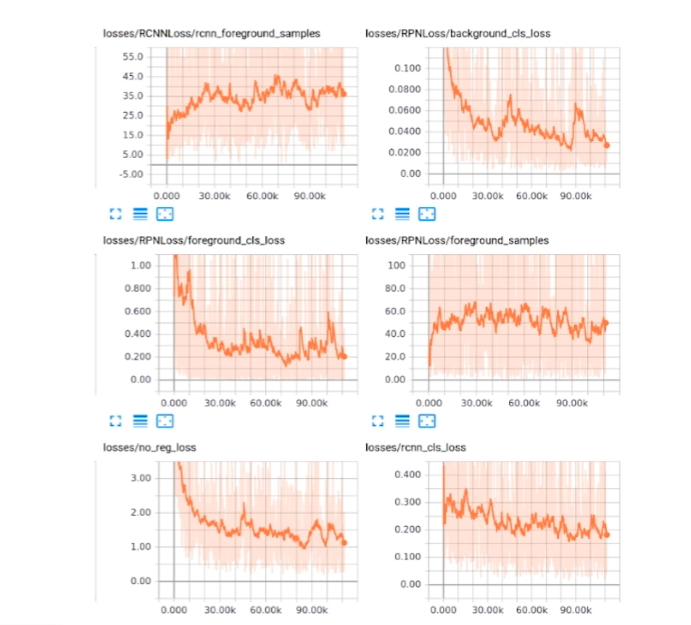 losses/RCNNLoss/rcnn_foreground_samples
55.0
45.0
35.0
25.0
15.0
5.00
-5.00
0.000 30.00k 60.00k 90.00k
losses/RPNLoss/background_cls_loss
0.100
0.0800
0.0600
0.0400
0.0200
0.00
0.000 30.00k 60.00k 90.00k
losses/RPNLoss/foreground_cls_loss
1.00
0.800
0.600
0.400
0.200
0.00
0.000 30.00k 60.00k 90.00k
losses/RPNLoss/foreground_samples
100
80.0
60.0
40.0
20.0
0.00
0.000 30.00k 60.00k 90.00k
losses/no_reg_loss
3.00
2.00
1.00
0.00
0.000 30.00k 60.00k 90.00k
losses/rcnn_cls_loss
0.400
0.300
0.200
0.100
0.00
0.000 30.00k 60.00k 90.00k